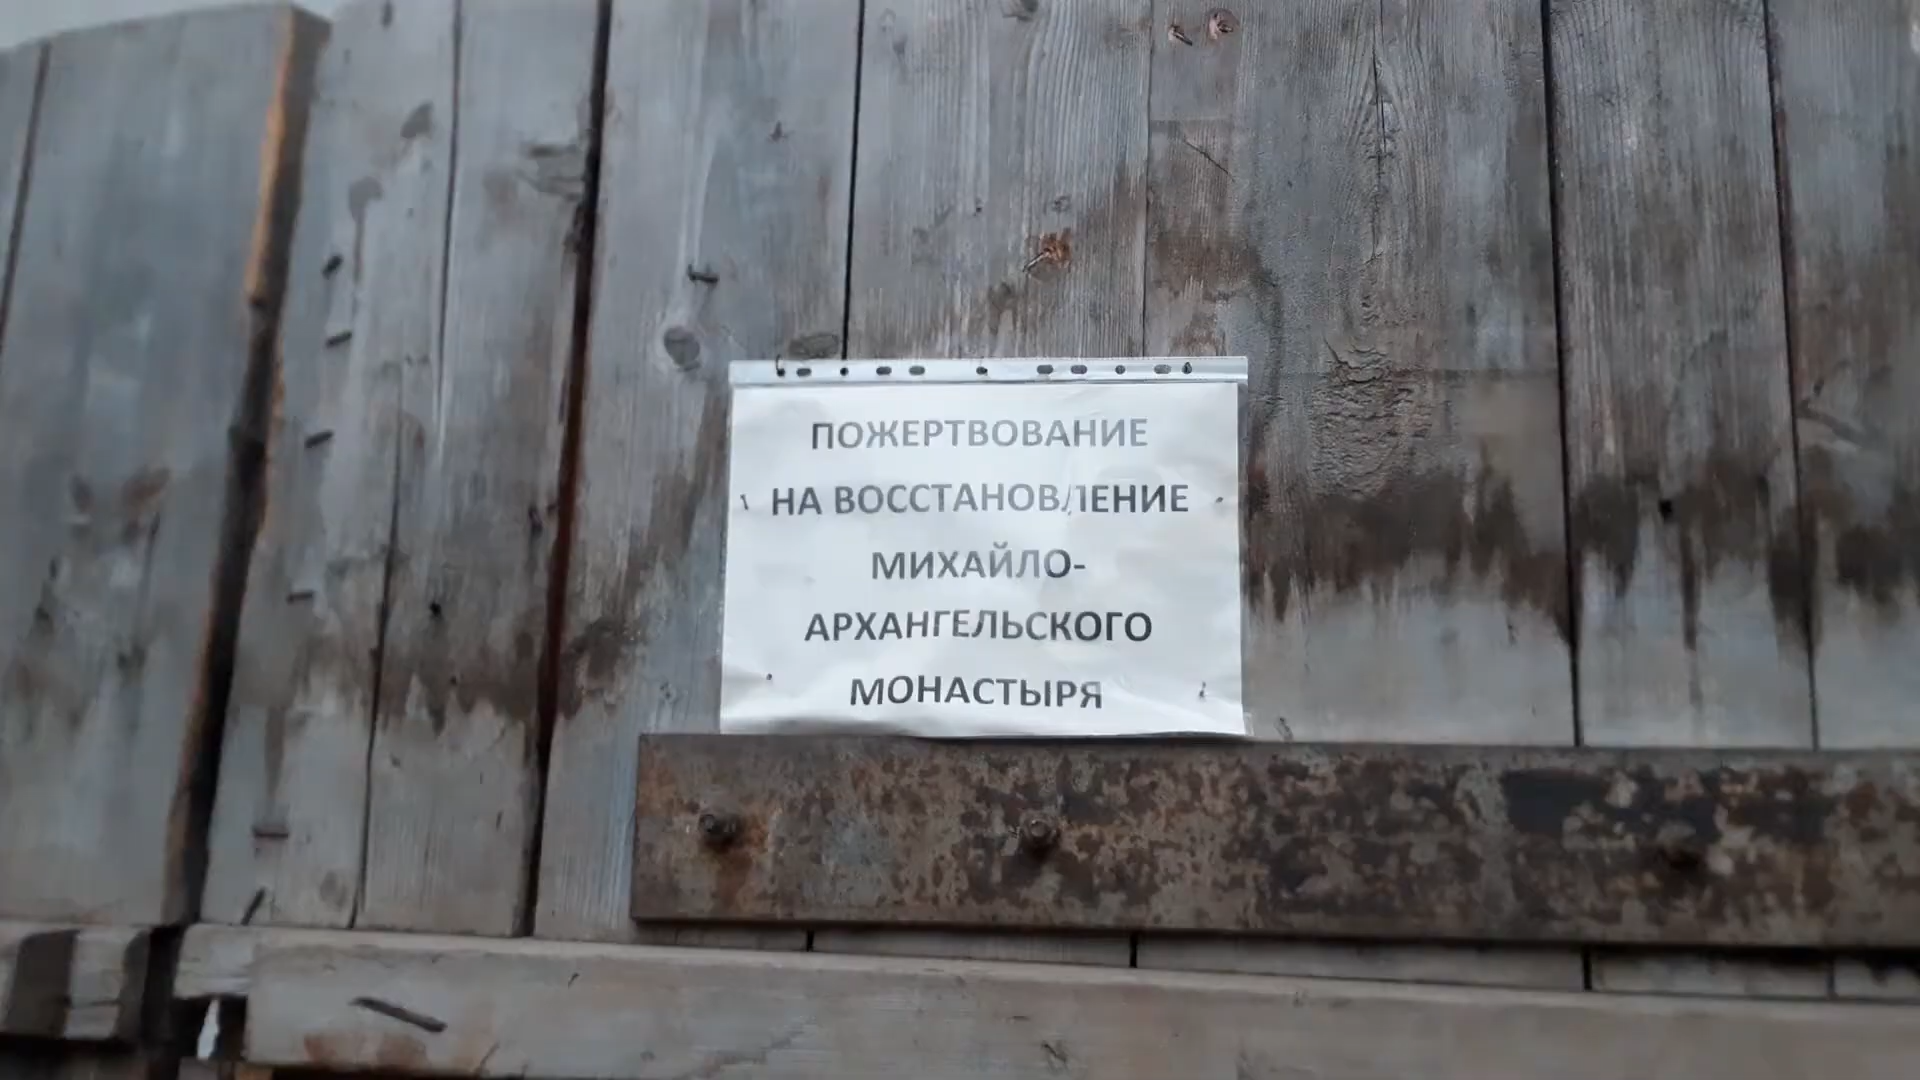 ПОЖЕРТВОВАНИЕ
НА ВОССТАНОВЛЕНИЕ
МИХАЙЛО-
АРХАНГЕЛЬСКОГО
МОНАСТЫРЯ